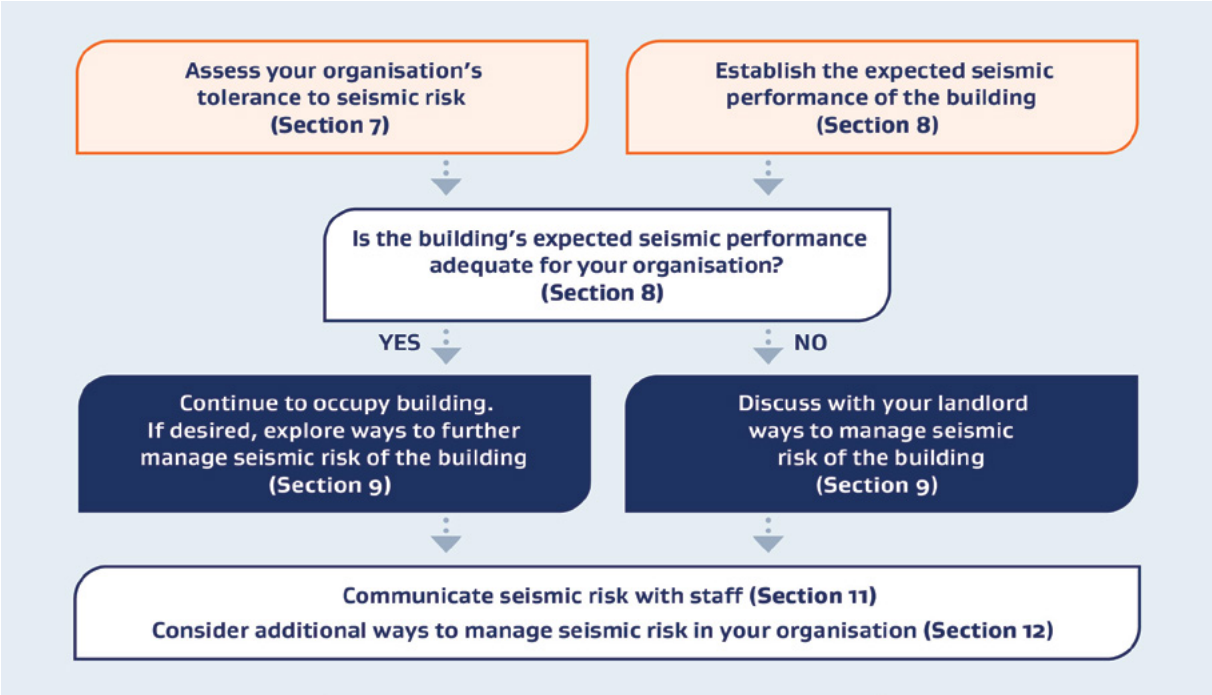 Assess your organisation's
tolerance to seismic risk
(Section 7)
Establish the expected seismic
performance of the building
(Section 8)
Is the building's expected seismic performance
adequate for your organisation?
(Section 8)
YES
NO
Continue to occupy building.
If desired, explore ways to further
manage seismic risk of the building
(Section 9)
Discuss with your landlord
ways to manage seismic
risk of the building
(Section 9)
Communicate seismic risk with staff (Section 11)
Consider additional ways to manage seismic risk in your organisation (Section 12)